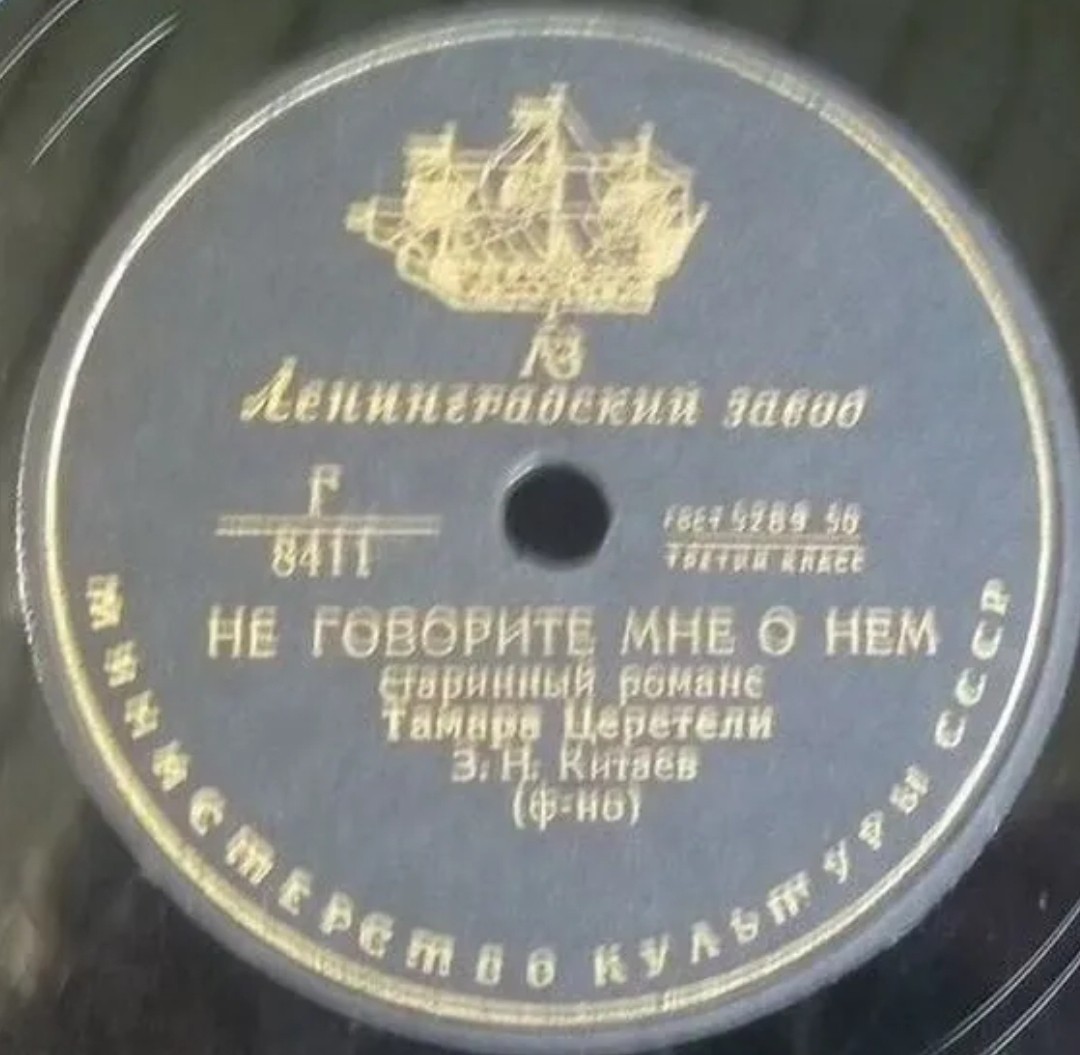 ЛЗ
Ленинградский завод
F
8411
ГОСТ 5289 50
ТРЕТИЙ КЛАСС
НЕ ГОВОРИТЕ МНЕ О НЕМ
старинный романс
Тамара Церетели
З. Н. Китаев
(ф-но)
МИНИСТЕРСТВО КУЛЬТУРЫ СССР